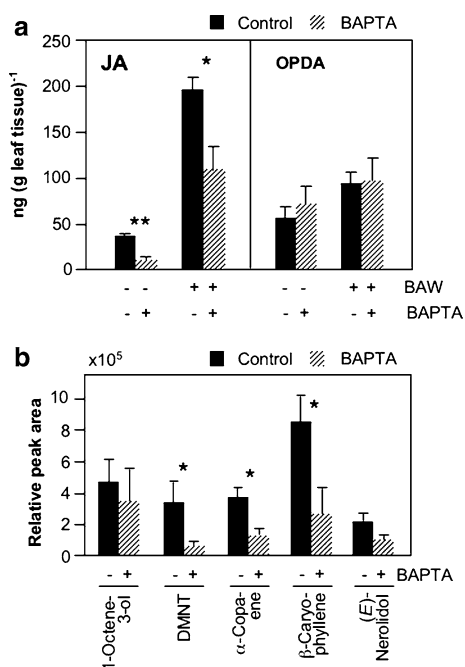 a
Control BAPTA
JA
OPDA
ng (g leaf tissue)-1
250
200
150
100
50
0
**
*
- - + + - - + + BAW
- + - + - + - + BAPTA
b
x10⁵
Control BAPTA
Relative peak area
10
8
6
4
2
0
*
*
*
- + - + - + - + - + BAPTA
1-Octene-
3-ol
DMNT
α-Copa-
ene
β-Caryo-
phyllene
(E)-
Nerolidol